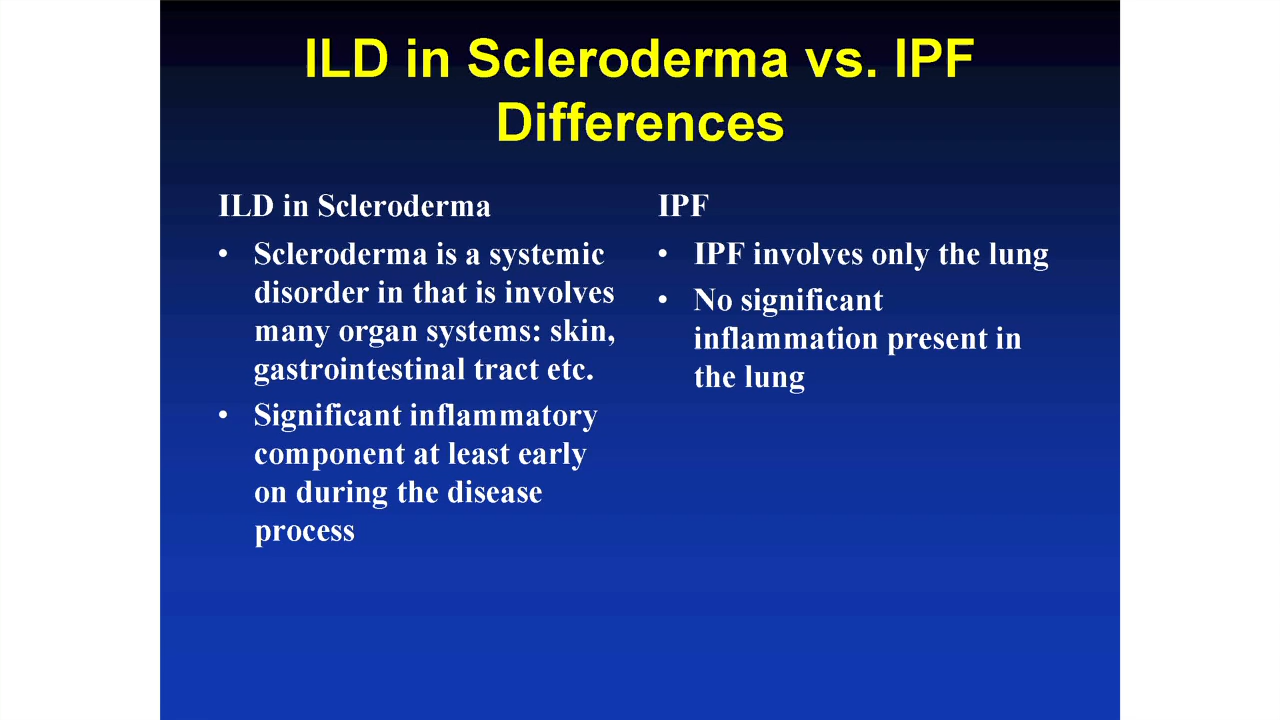 ILD in Scleroderma vs. IPF
Differences
ILD in Scleroderma
• Scleroderma is a systemic
disorder in that is involves
many organ systems: skin,
gastrointestinal tract etc.
• Significant inflammatory
component at least early
on during the disease
process
IPF
• IPF involves only the lung
• No significant
inflammation present in
the lung